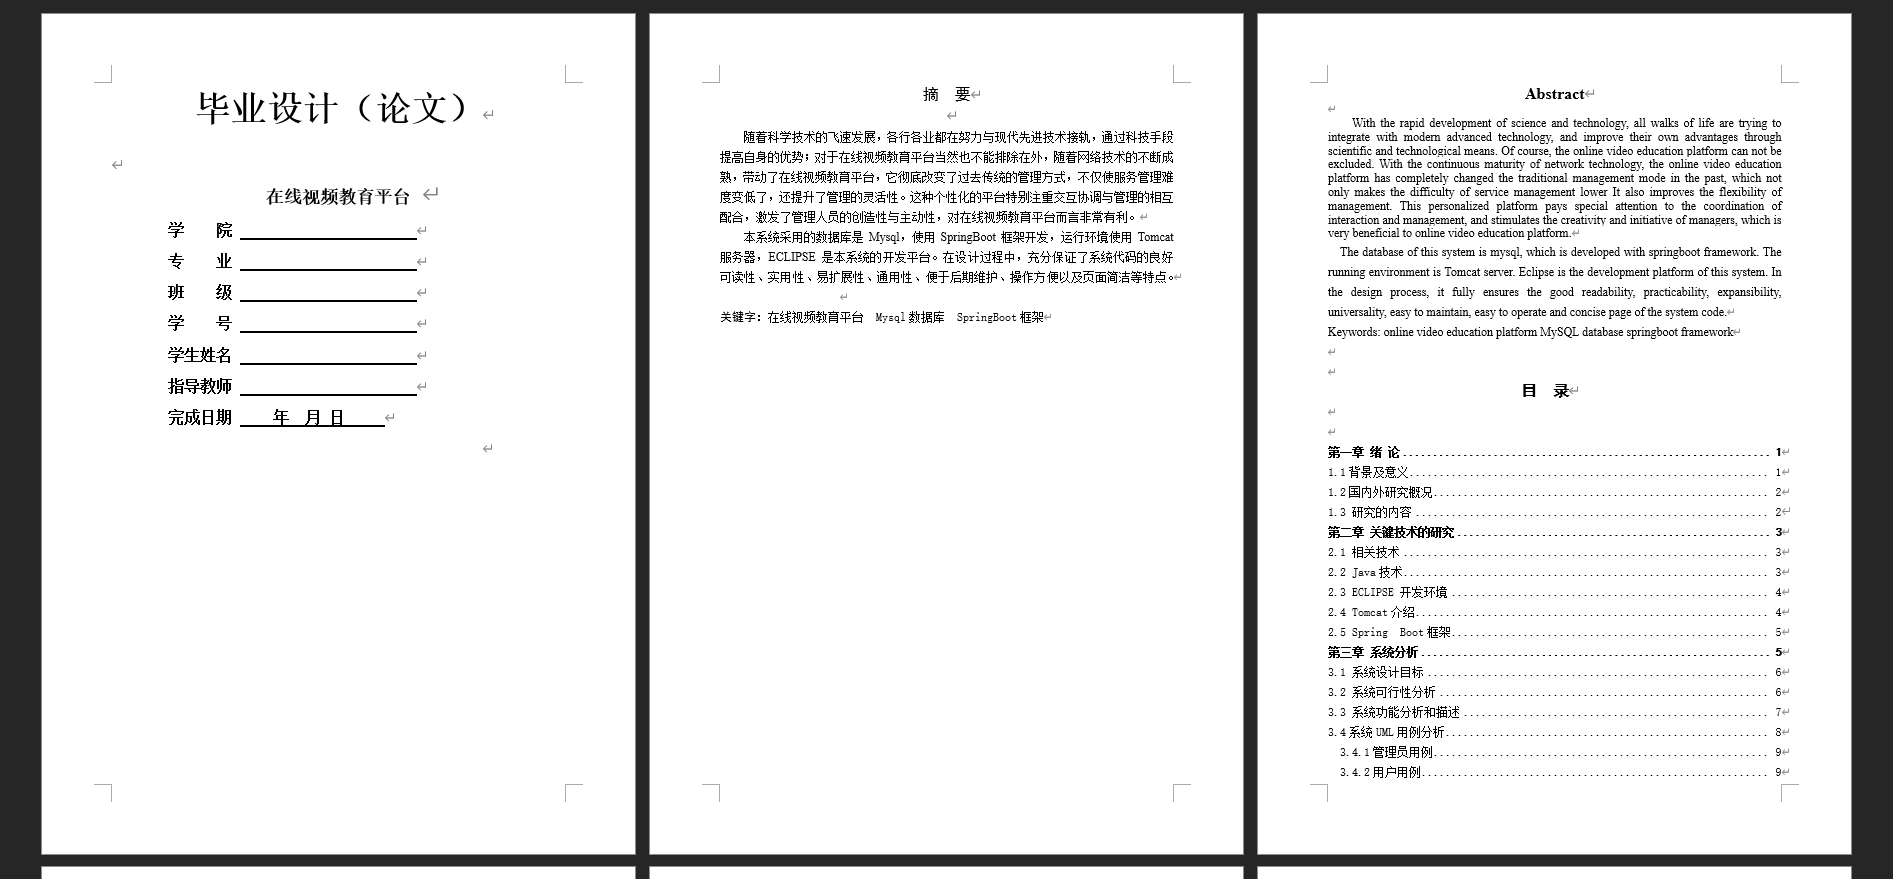 毕业设计（论文）
在线视频教育平台
学 院
专 业
班 级
学 号
学生姓名
指导教师
完成日期 年 月 日
摘 要
随着科学技术的飞速发展，各行各业都在努力与现代先进技术接轨，通过科技手段
提高自身的优势；对于在线视频教育平台当然也不能排除在外，随着网络技术的不断成
熟，带动了在线视频教育平台，它彻底改变了过去传统的管理方式，不仅使服务管理难
度变低了，还提升了管理的灵活性。这种个性化的平台特别注重交互协调与管理的相互
配合，激发了管理人员的创造性与主动性，对在线视频教育平台而言非常有利。
本系统采用的数据库是 Mysql，使用 SpringBoot 框架开发，运行环境使用 Tomcat
服务器，ECLIPSE 是本系统的开发平台。在设计过程中，充分保证了系统代码的良好
可读性、实用性、易扩展性、通用性、便于后期维护、操作方便以及页面简洁等特点。
关键字：在线视频教育平台 Mysql 数据库 SpringBoot 框架
Abstract
With the rapid development of science and technology, all walks of life are trying to
integrate with modern advanced technology, and improve their own advantages through
scientific and technological means. Of course, the online video education platform can not be
excluded. With the continuous maturity of network technology, the online video education
platform has completely changed the traditional management mode in the past, which not
only makes the difficulty of service management lower It also improves the flexibility of
management. This personalized platform pays special attention to the coordination of
interaction and management, and stimulates the creativity and initiative of managers, which is
very beneficial to online video education platform.
The database of this system is mysql, which is developed with springboot framework. The
running environment is Tomcat server. Eclipse is the development platform of this system. In
the design process, it fully ensures the good readability, practicability, expansibility,
universality, easy to maintain, easy to operate and concise page of the system code.
Keywords: online video education platform MySQL database springboot framework
目 录
第一章 绪 论 1
1.1 背景及意义 1
1.2 国内外研究概况 2
1.3 研究的内容 2
第二章 关键技术的研究 3
2.1 相关技术 3
2.2 Java 技术 3
2.3 ECLIPSE 开发环境 4
2.4 Tomcat 介绍 4
2.5 Spring Boot 框架 5
第三章 系统分析 5
3.1 系统设计目标 6
3.2 系统可行性分析 6
3.3 系统功能分析和描述 7
3.4 系统 UML 用例分析 8
3.4.1 管理员用例 9
3.4.2 用户用例 9